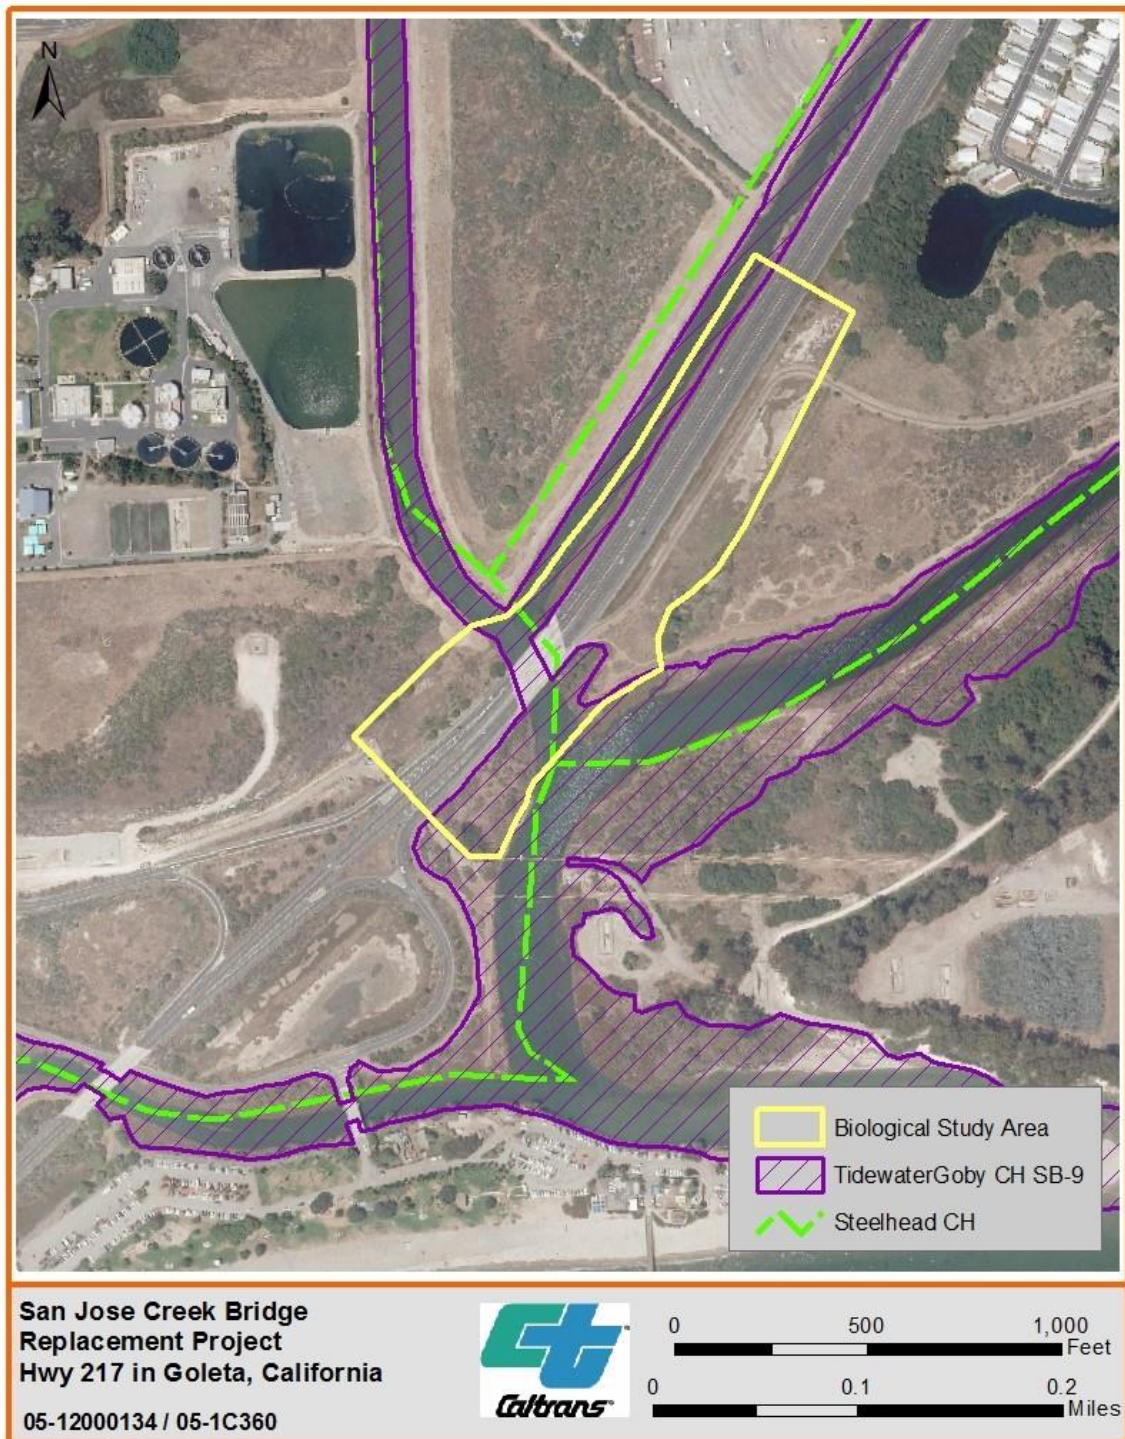 N
Biological Study Area
TidewaterGoby CH SB-9
Steelhead CH
San Jose Creek Bridge
Replacement Project
Hwy 217 in Goleta, California
05-12000134 / 05-1C360
Caltrans
0 500 1,000
Feet
0 0.1 0.2
Miles